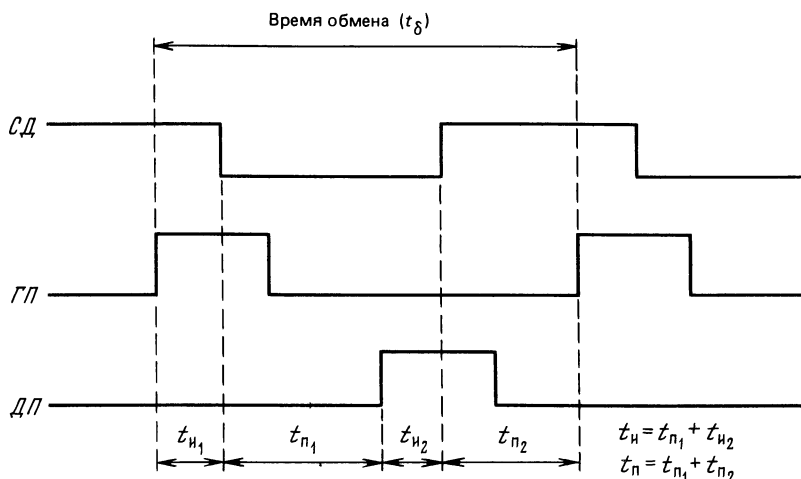 Время обмена (tδ)
СД
ГП
ДП
tи1 tп1 tи2 tп2
tи = tп1 + tи2
tп = tп1 + tп2